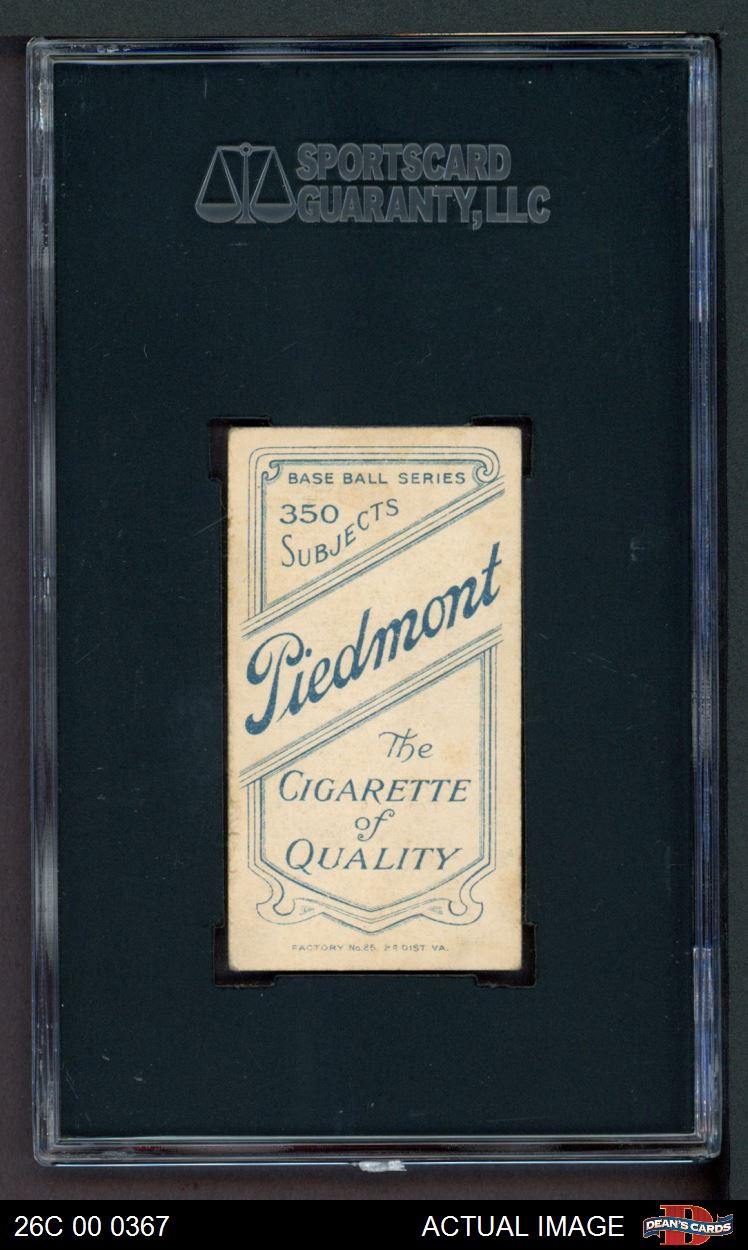 SPORTSCARD
GUARANTY, LLC
BASE BALL SERIES
350
SUBJECTS
Piedmont
The
CIGARETTE
of
QUALITY
FACTORY No.25, 2D DIST. VA.
26C 00 0367
ACTUAL IMAGE
D
DEAN'S CARDS